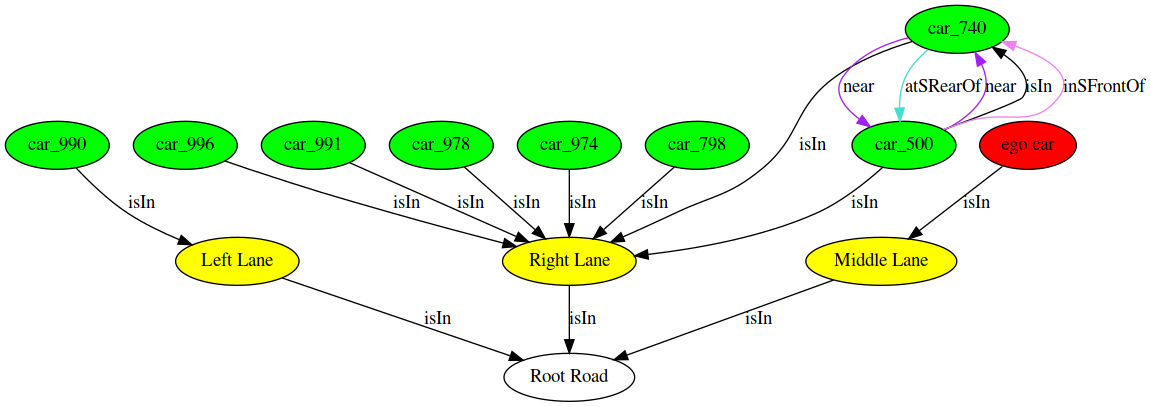 car_740
near
atSRearOf
near
isIn
inSFrontOf
car_990
car_996
car_991
car_978
car_974
car_798
car_500
ego car
isIn
isIn
isIn
isIn
isIn
isIn
isIn
isIn
isIn
Left Lane
Right Lane
Middle Lane
isIn
isIn
isIn
Root Road